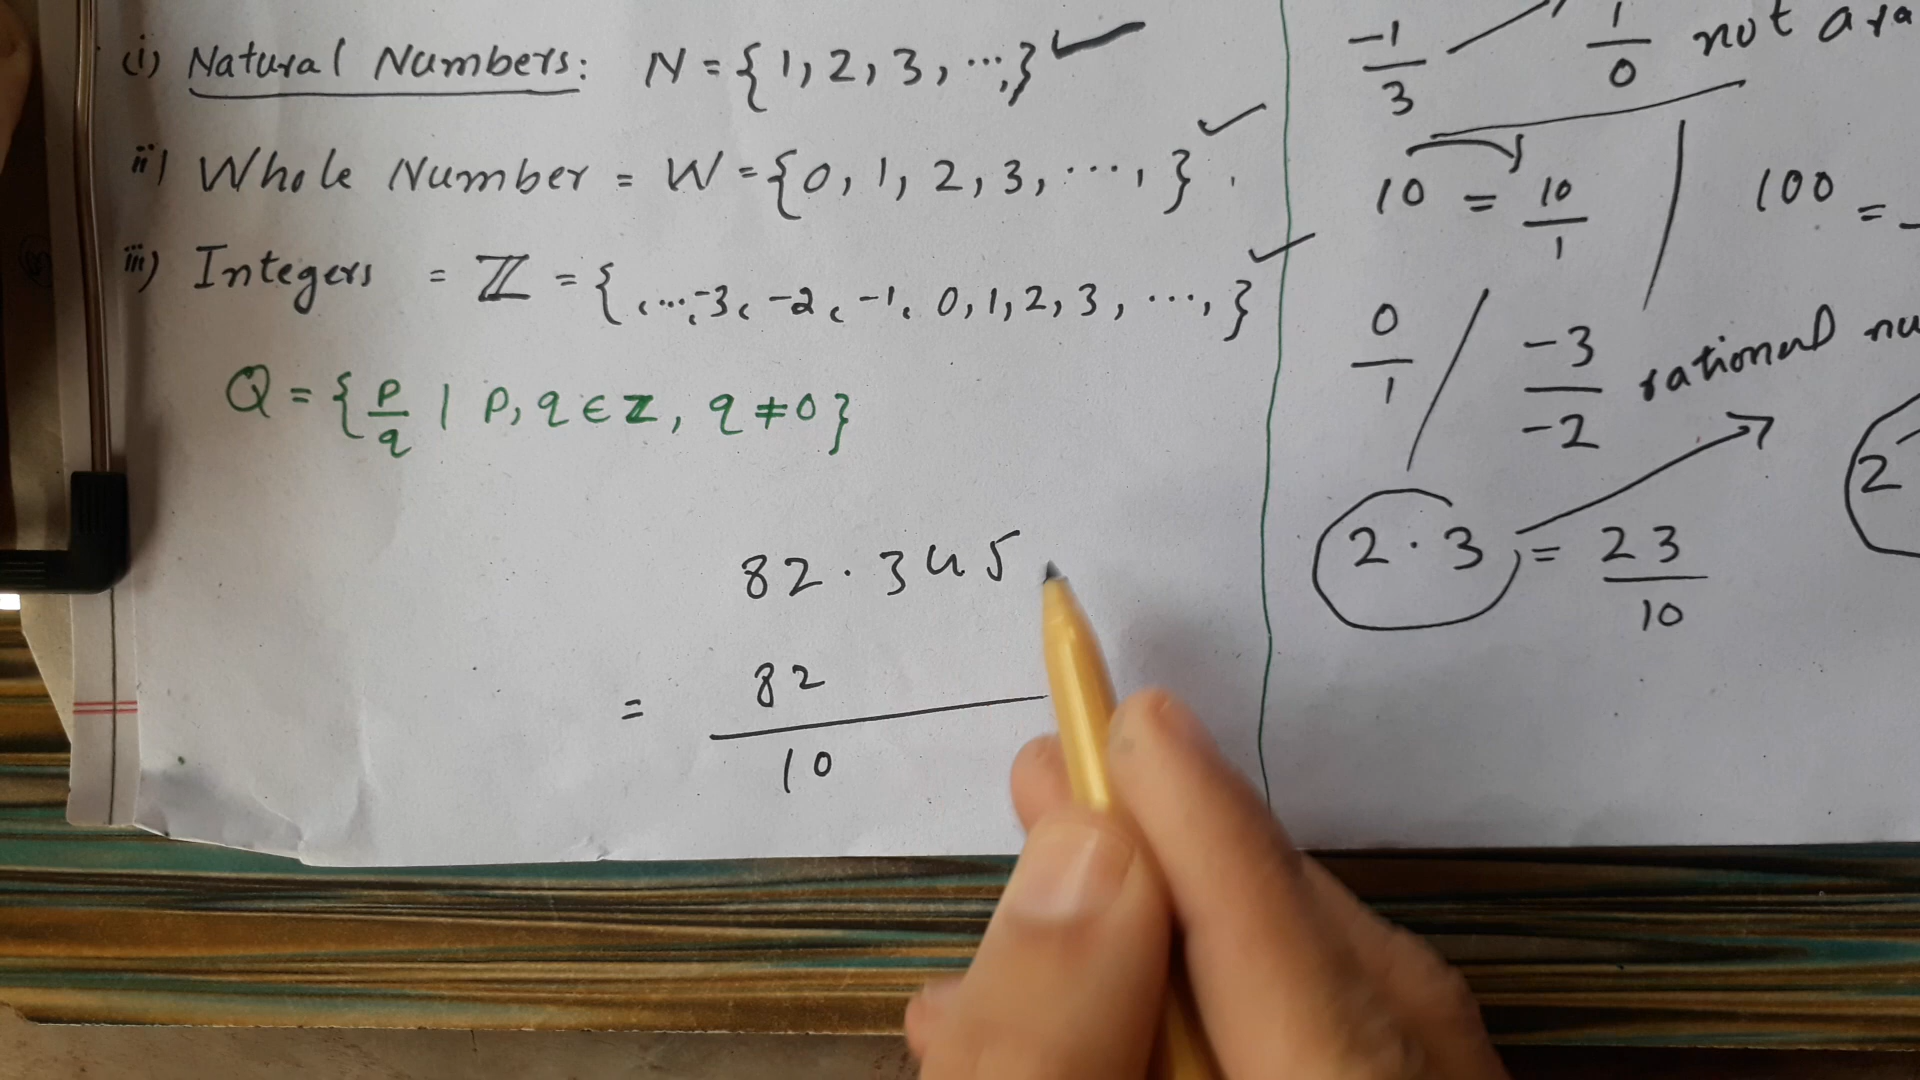 (i) Natural Numbers: N = {1, 2, 3, ...,}
ii) Whole Number = W = {0, 1, 2, 3, ..., }.
iii) Integers = ℤ = {, ..., -3, -2, -1, 0, 1, 2, 3, ..., }
Q = {p/q | p, q ∈ Z, q ≠ 0}
82.345
= 82
10
-1/3
1/0 not
10 = 10/1
100 =
0/1
-3/-2 rational
2.3 = 23/10
2